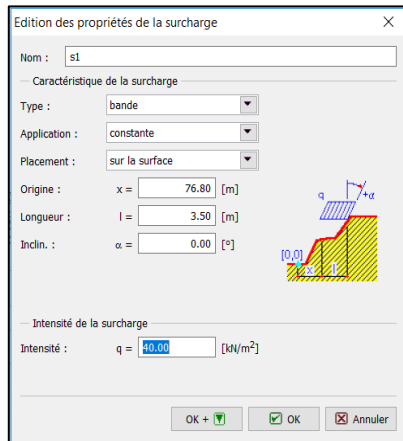 Edition des propriétés de la surcharge
Nom : s1
Caractéristique de la surcharge
Type : bande
Application : constante
Placement : sur la surface
Origine : x = 76.80 [m]
Longueur : l = 3.50 [m]
Inclin. : α = 0.00 [°]
q +α
[0,0]
x l
Intensité de la surcharge
Intensité : q = 40.00 [kN/m²]
OK + OK Annuler